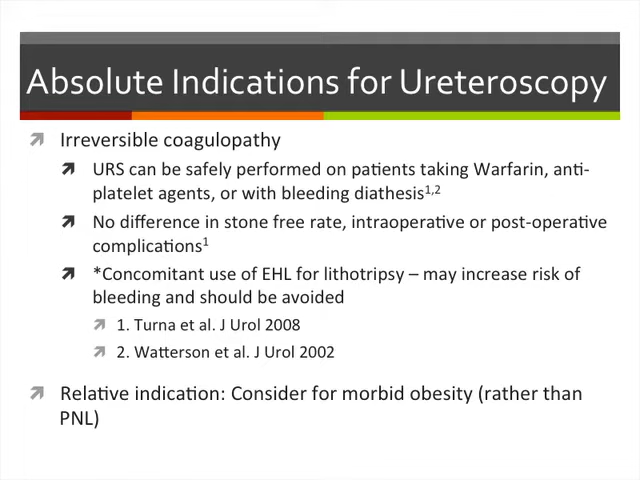 Absolute Indications for Ureteroscopy
Irreversible coagulopathy
URS can be safely performed on patients taking Warfarin, anti-
platelet agents, or with bleeding diathesis1,2
No difference in stone free rate, intraoperative or post-operative
complications1
*Concomitant use of EHL for lithotripsy – may increase risk of
bleeding and should be avoided
1. Turna et al. J Urol 2008
2. Watterson et al. J Urol 2002
Relative indication: Consider for morbid obesity (rather than
PNL)